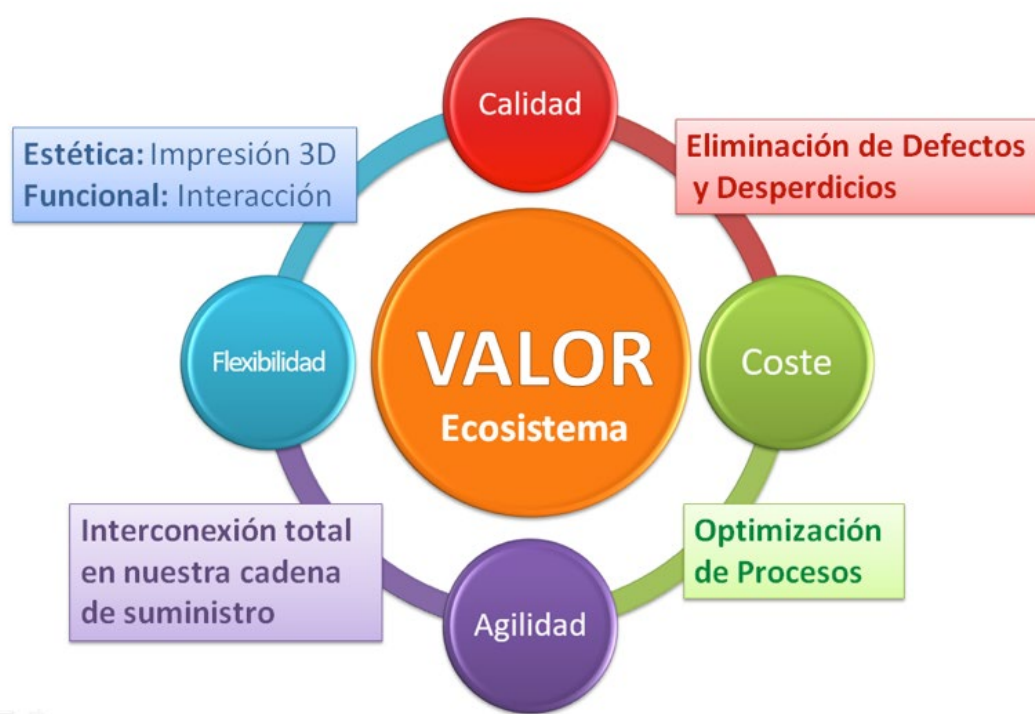 Calidad
Estética: Impresión 3D
Funcional: Interacción
Eliminación de Defectos
y Desperdicios
Flexibilidad
VALOR
Ecosistema
Coste
Interconexión total
en nuestra cadena
de suministro
Optimización
de Procesos
Agilidad